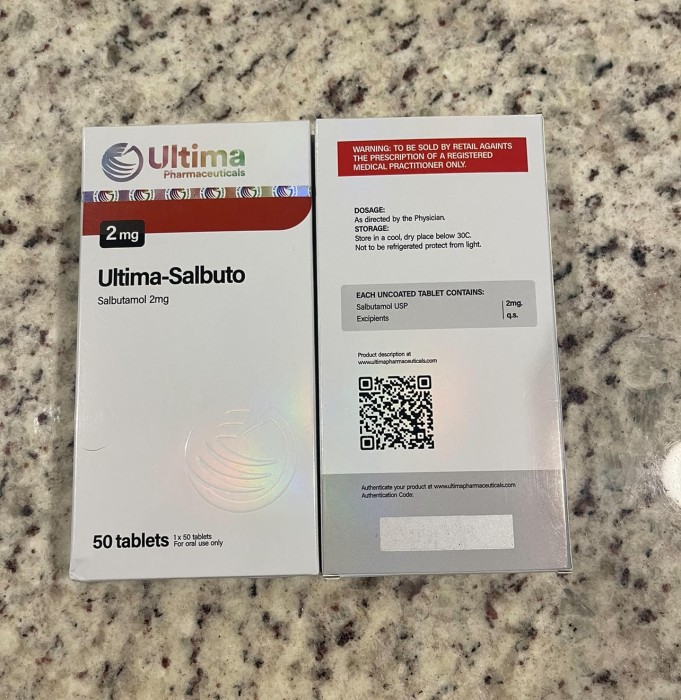 Ultima
Pharmaceuticals
2 mg
Ultima-Salbuto
Salbutamol 2mg
50 tablets
1 x 50 tablets
For oral use only
WARNING: TO BE SOLD BY RETAIL AGAINTS
THE PRESCRIPTION OF A REGISTERED
MEDICAL PRACTITIONER ONLY.
DOSAGE:
As directed by the Physician.
STORAGE:
Store in a cool, dry place below 30C.
Not to be refrigerated protect from light.
EACH UNCOATED TABLET CONTAINS:
Salbutamol USP 2mg.
Excipients q.s.
Product description at
www.ultimapharmaceuticals.com
Authenticate your product at www.ultimapharmaceuticals.com
Authentication Code: